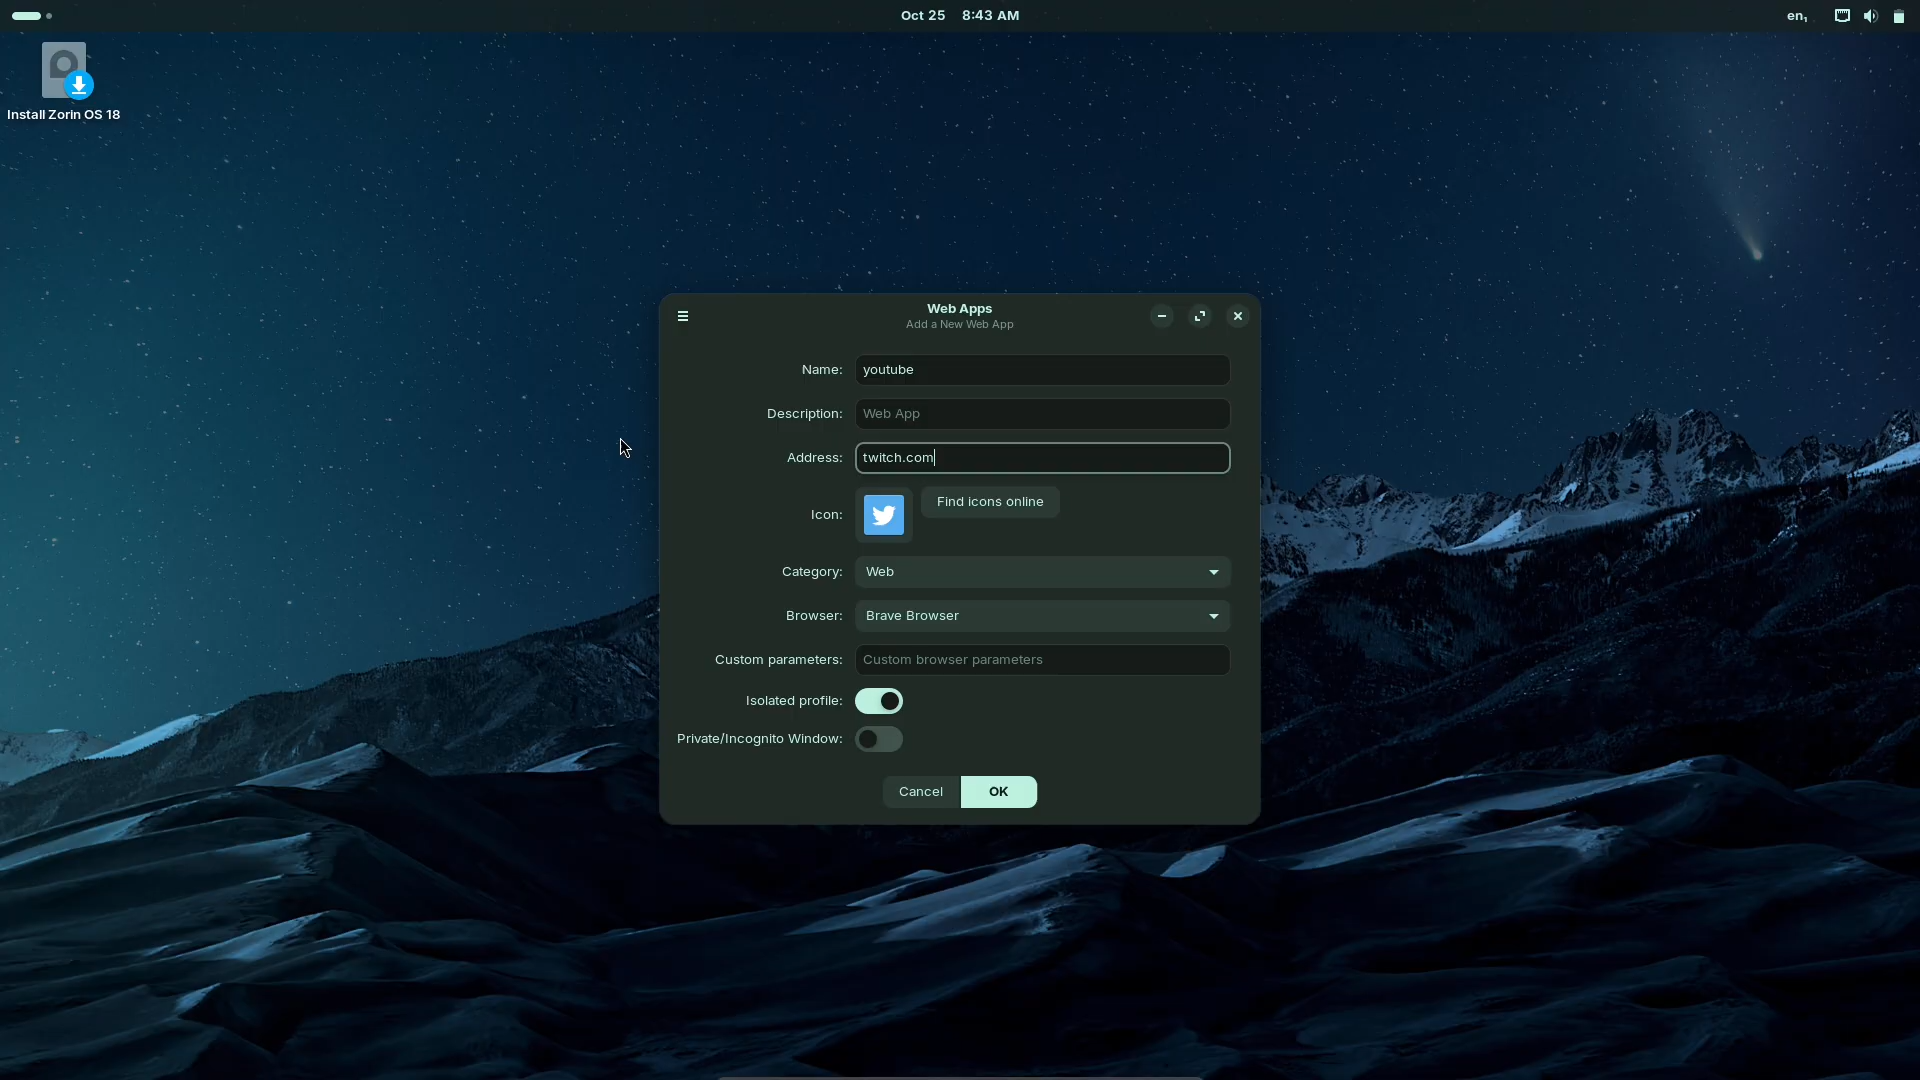 Oct 25 8:43 AM
en₁
Install Zorin OS 18
Web Apps
Add a New Web App
Name: youtube
Description: Web App
Address: twitch.com
Icon: Find icons online
Category: Web
Browser: Brave Browser
Custom parameters: Custom browser parameters
Isolated profile:
Private/Incognito Window:
Cancel OK